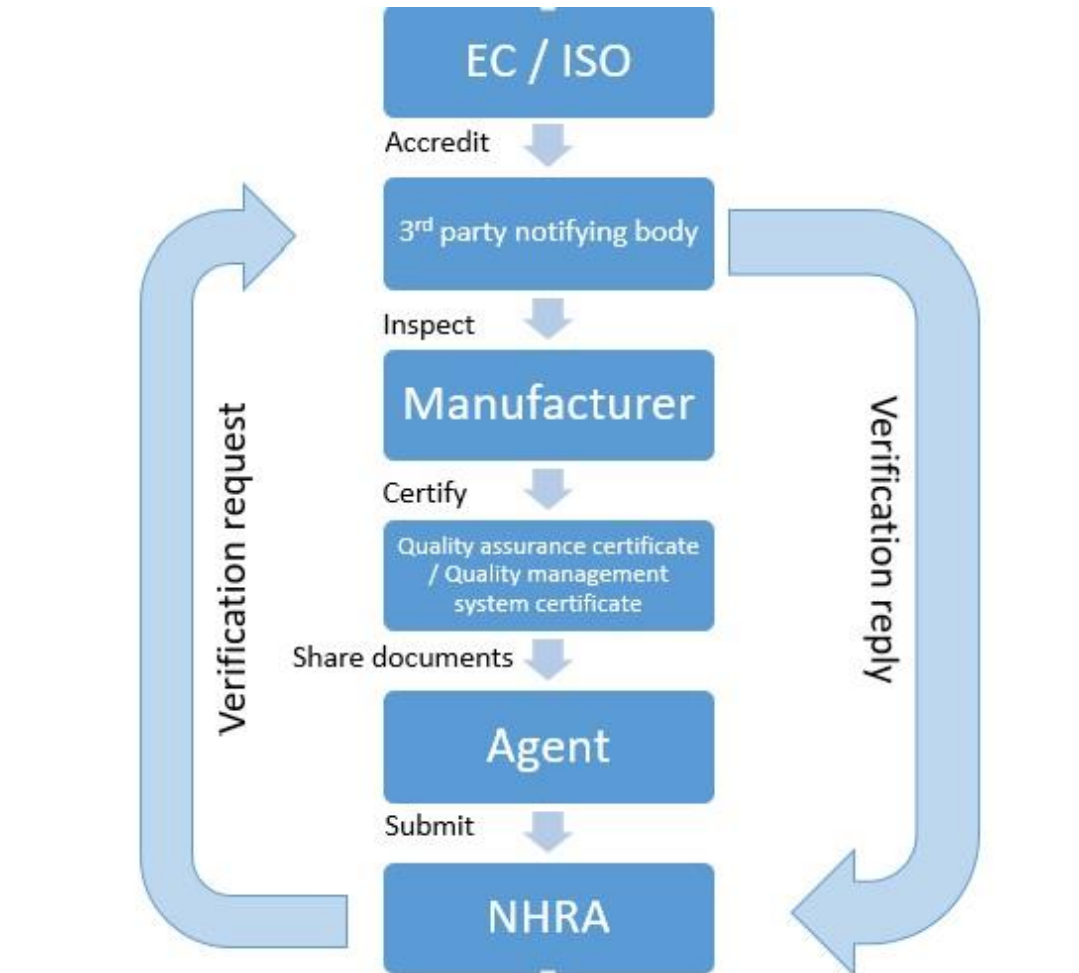 EC / ISO
Accredit
3rd party notifying body
Inspect
Manufacturer
Certify
Quality assurance certificate
/ Quality management
system certificate
Share documents
Agent
Submit
NHRA
Verification request
Verification reply